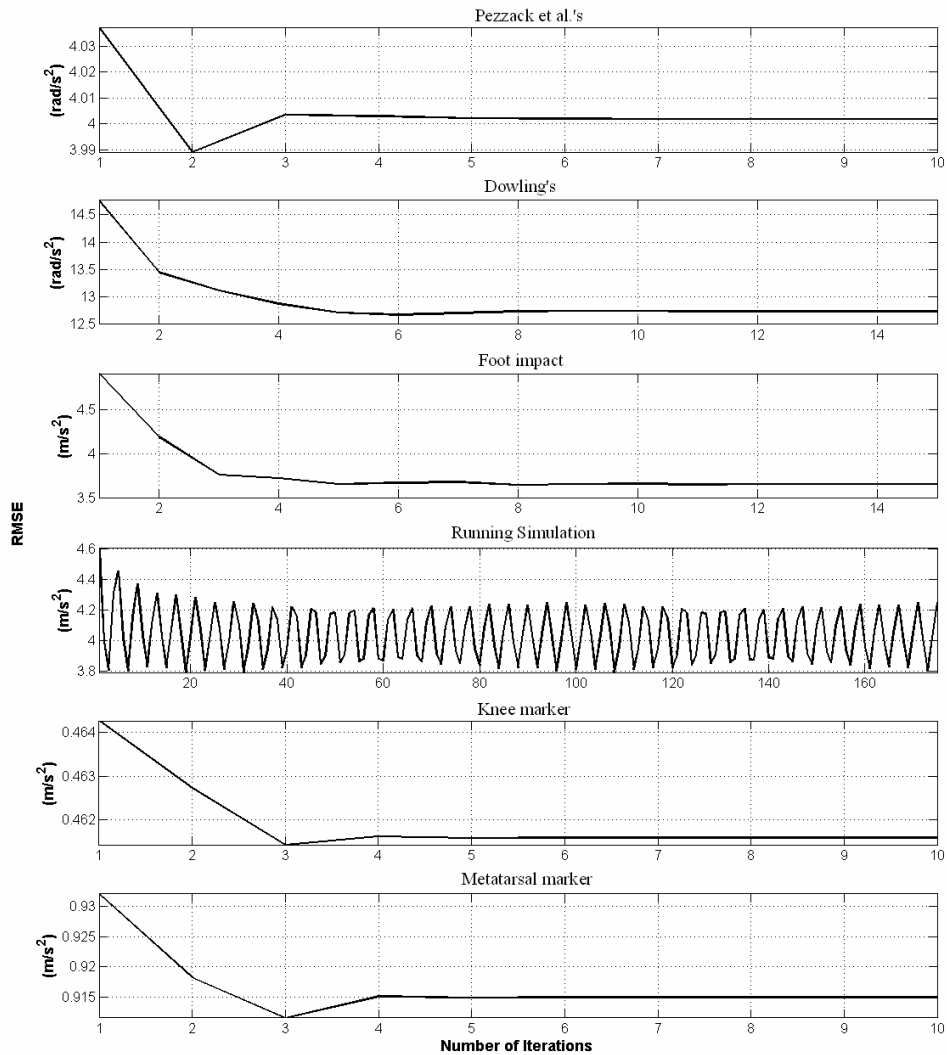 Pezzack et al.'s
4.03
4.02
4.01
4
3.99
(rad/s²)
1 2 3 4 5 6 7 8 9 10
Dowling's
14.5
14
13.5
13
12.5
(rad/s²)
2 4 6 8 10 12 14
Foot impact
4.5
4
3.5
(m/s²)
2 4 6 8 10 12 14
RMSE
Running Simulation
4.6
4.4
4.2
4
3.8
(m/s²)
20 40 60 80 100 120 140 160
Knee marker
0.464
0.463
0.462
(m/s²)
1 2 3 4 5 6 7 8 9 10
Metatarsal marker
0.93
0.925
0.92
0.915
(m/s²)
1 2 3 4 5 6 7 8 9 10
Number of Iterations